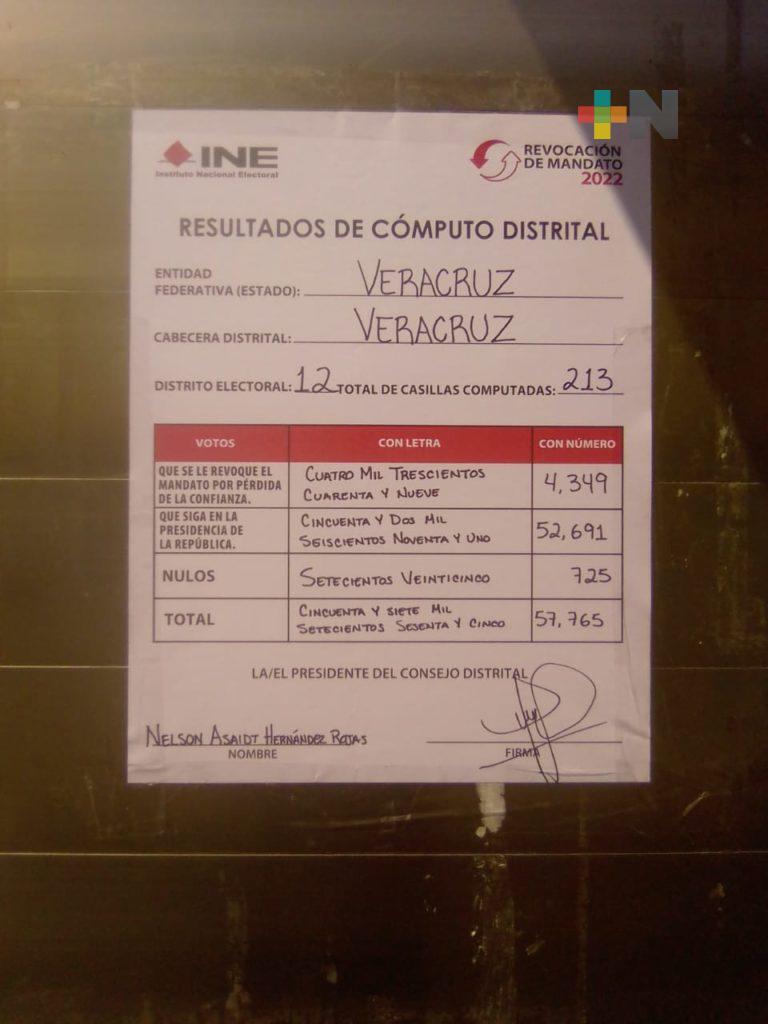 +N
INE
Instituto Nacional Electoral
REVOCACIÓN
DE MANDATO
2022
RESULTADOS DE CÓMPUTO DISTRITAL
ENTIDAD
FEDERATIVA (ESTADO): VERACRUZ
CABECERA DISTRITAL: VERACRUZ
DISTRITO ELECTORAL: 12 TOTAL DE CASILLAS COMPUTADAS: 213
VOTOS CON LETRA CON NÚMERO
QUE SE LE REVOQUE EL
MANDATO POR PÉRDIDA
DE LA CONFIANZA.
CUATRO MIL TRESCIENTOS
CUARENTA Y NUEVE
4,349
QUE SIGA EN LA
PRESIDENCIA DE
LA REPÚBLICA.
CINCUENTA Y DOS MIL
SEISCIENTOS NOVENTA Y UNO
52,691
NULOS SETECIENTOS VEINTICINCO 725
TOTAL
CINCUENTA Y SIETE MIL
SETECIENTOS SESENTA Y CINCO
57,765
LA/EL PRESIDENTE DEL CONSEJO DISTRITAL
NELSON ASAIDT HERNÁNDEZ ROJAS
NOMBRE FIRMA